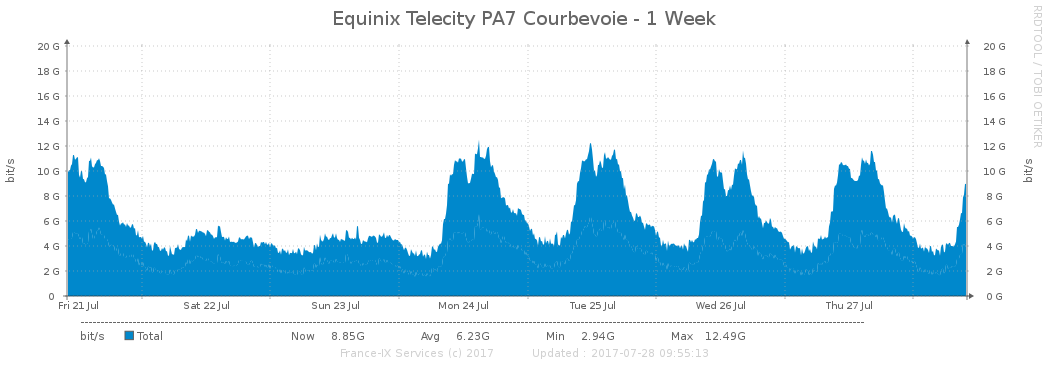 Equinix Telecity PA7 Courbevoie - 1 Week
RRDTOOL / TOBI OETIKER
bit/s
20 G 20 G
18 G 18 G
16 G 16 G
14 G 14 G
12 G 12 G
10 G 10 G
8 G 8 G
6 G 6 G
4 G 4 G
2 G 2 G
0 0 G
bit/s
Fri 21 Jul Sat 22 Jul Sun 23 Jul Mon 24 Jul Tue 25 Jul Wed 26 Jul Thu 27 Jul
bit/s Total Now 8.85G Avg 6.23G Min 2.94G Max 12.49G
France-IX Services (c) 2017 Updated : 2017-07-28 09:55:13